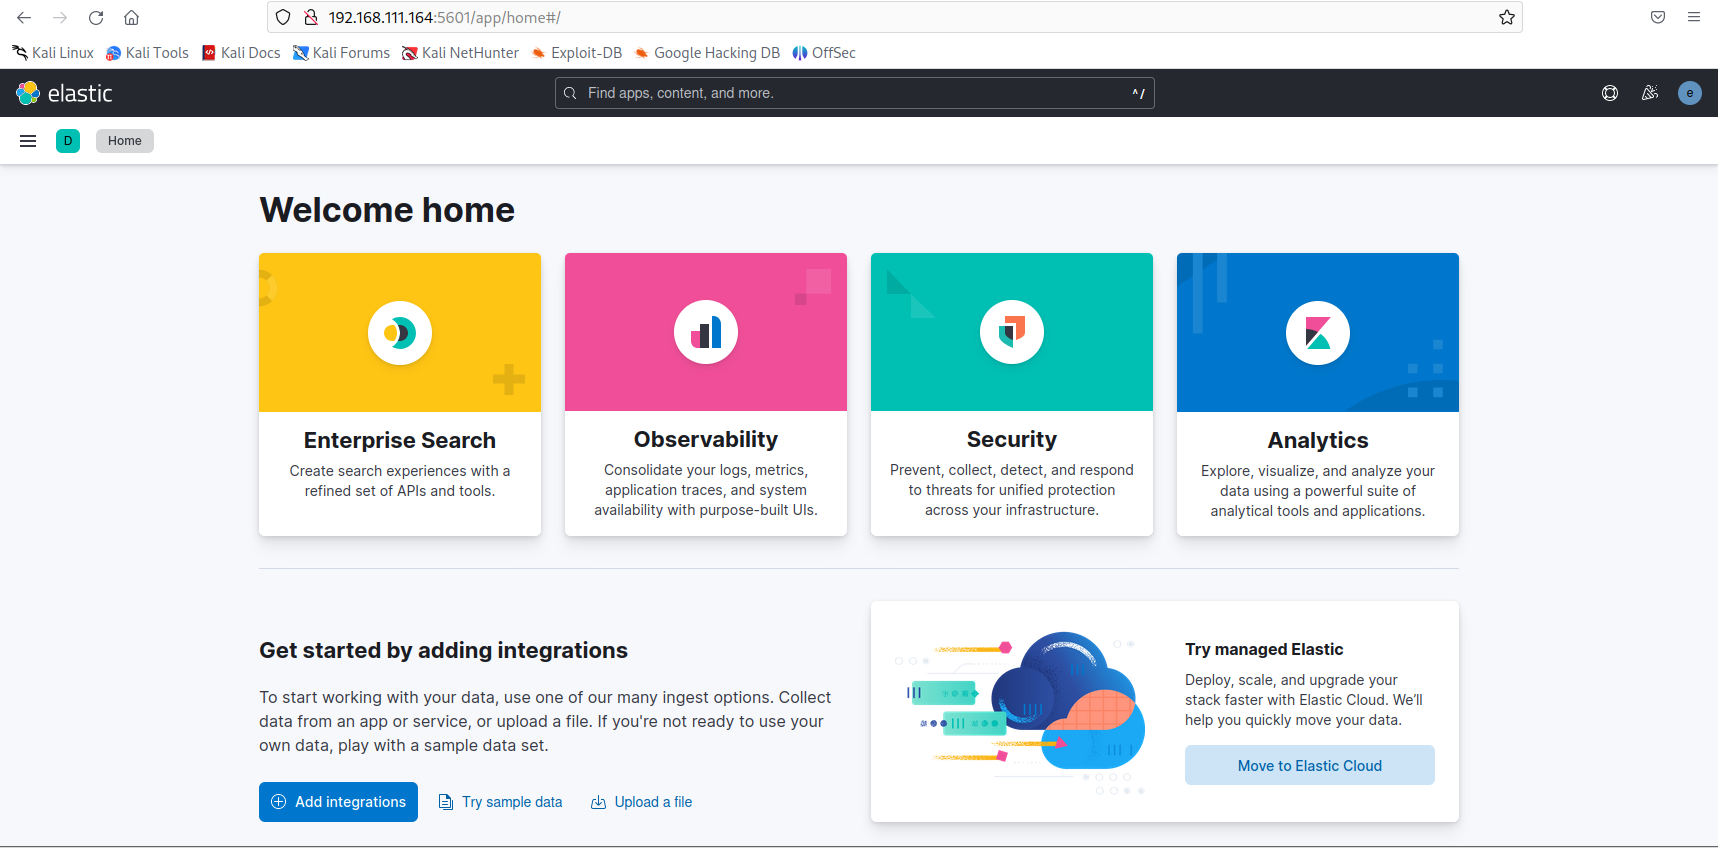 192.168.111.164:5601/app/home#/
Kali Linux Kali Tools Kali Docs Kali Forums Kali NetHunter Exploit-DB Google Hacking DB OffSec
elastic Find apps, content, and more. ^/ e
D Home
Welcome home
Enterprise Search
Create search experiences with a
refined set of APIs and tools.
Observability
Consolidate your logs, metrics,
application traces, and system
availability with purpose-built UIs.
Security
Prevent, collect, detect, and respond
to threats for unified protection
across your infrastructure.
Analytics
Explore, visualize, and analyze your
data using a powerful suite of
analytical tools and applications.
Get started by adding integrations
To start working with your data, use one of our many ingest options. Collect
data from an app or service, or upload a file. If you're not ready to use your
own data, play with a sample data set.
Add integrations Try sample data Upload a file
Try managed Elastic
Deploy, scale, and upgrade your
stack faster with Elastic Cloud. We’ll
help you quickly move your data.
Move to Elastic Cloud